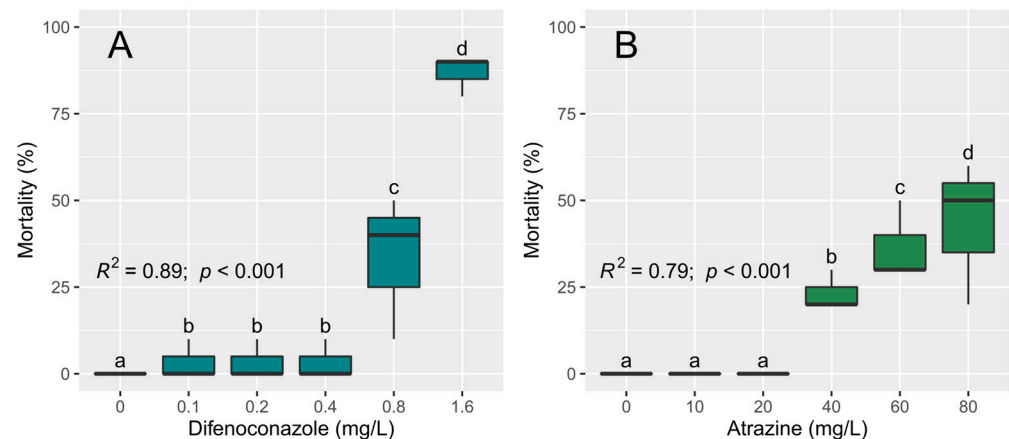 A
Mortality (%)
100
75
50
25
0
R² = 0.89; p < 0.001
a
b
b
b
c
d
0
0.1
0.2
0.4
0.8
1.6
Difenoconazole (mg/L)
B
Mortality (%)
100
75
50
25
0
R² = 0.79; p < 0.001
a
a
a
b
c
d
0
10
20
40
60
80
Atrazine (mg/L)